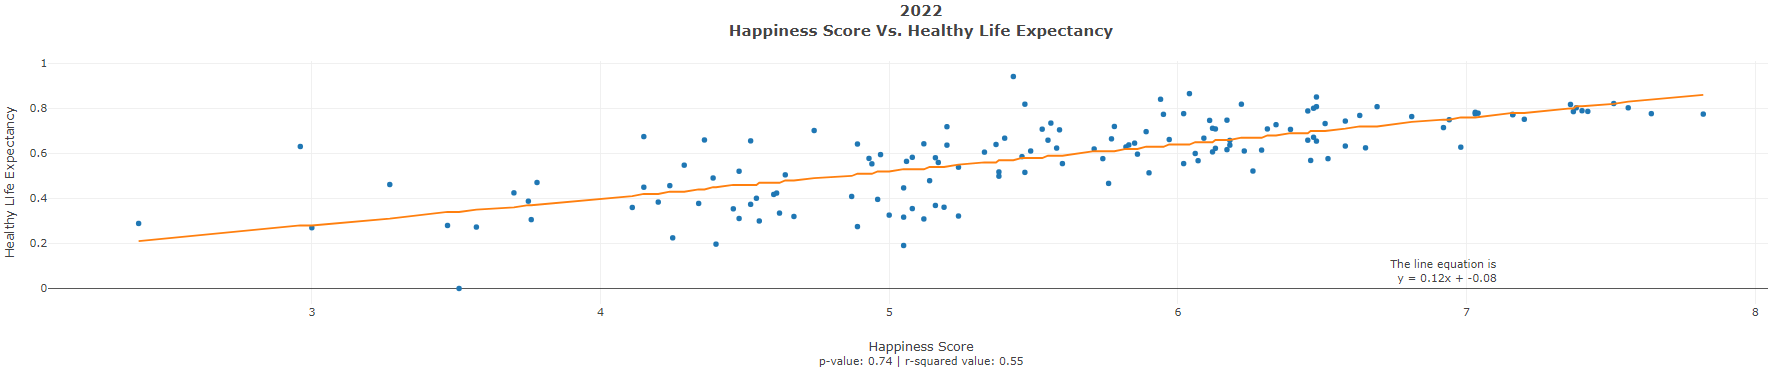 2022
Happiness Score Vs. Healthy Life Expectancy
Healthy Life Expectancy
1
0.8
0.6
0.4
0.2
0
The line equation is
y = 0.12x + -0.08
3
4
5
6
7
8
Happiness Score
p-value: 0.74 | r-squared value: 0.55